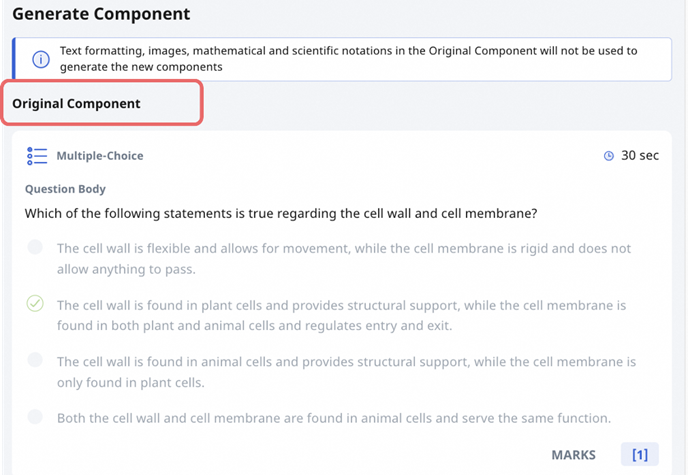 Generate Component
Text formatting, images, mathematical and scientific notations in the Original Component will not be used to
generate the new components
Original Component
Multiple-Choice
30 sec
Question Body
Which of the following statements is true regarding the cell wall and cell membrane?
The cell wall is flexible and allows for movement, while the cell membrane is rigid and does not
allow anything to pass.
The cell wall is found in plant cells and provides structural support, while the cell membrane is
found in both plant and animal cells and regulates entry and exit.
The cell wall is found in animal cells and provides structural support, while the cell membrane is
only found in plant cells.
Both the cell wall and cell membrane are found in animal cells and serve the same function.
MARKS [1]